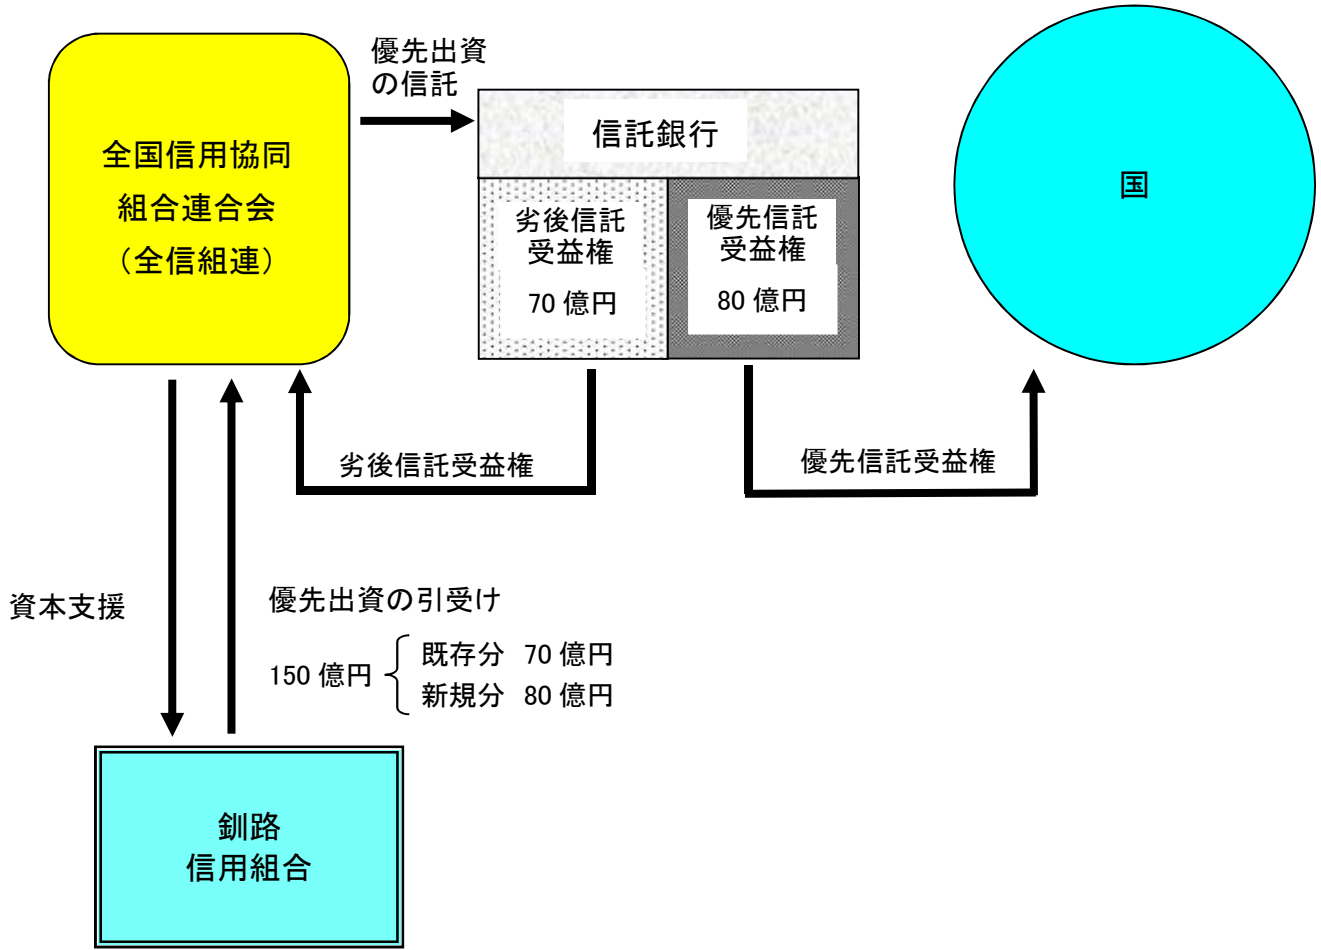 優先出資
の信託
全国信用協同
組合連合会
（全信組連）
信託銀行
劣後信託
受益権
70 億円
優先信託
受益権
80 億円
国
劣後信託受益権
優先信託受益権
資本支援
優先出資の引受け
150 億円
既存分 70 億円
新規分 80 億円
釧路
信用組合